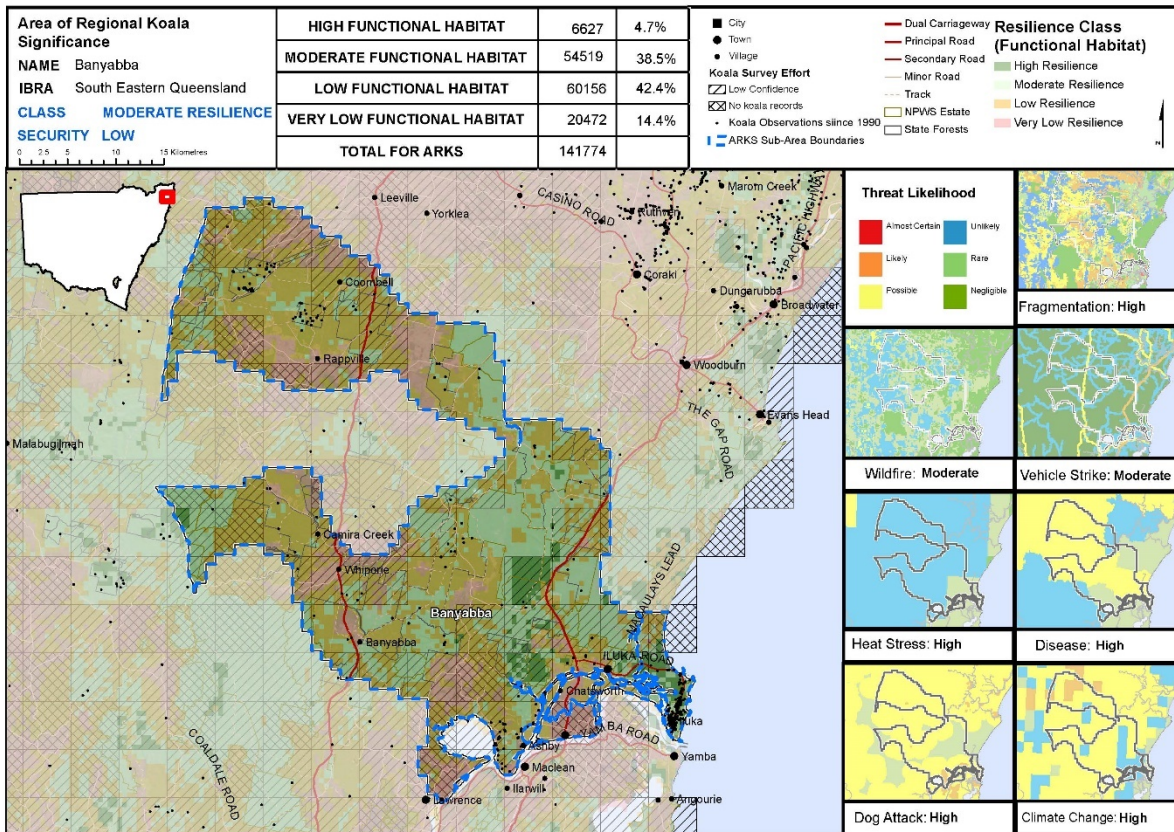 Area of Regional Koala
Significance
NAME Banyabba
IBRA South Eastern Queensland
CLASS MODERATE RESILIENCE
SECURITY LOW
0 2.5 5 10 15 Kilometres
HIGH FUNCTIONAL HABITAT 6627 4.7%
MODERATE FUNCTIONAL HABITAT 54519 38.5%
LOW FUNCTIONAL HABITAT 60156 42.4%
VERY LOW FUNCTIONAL HABITAT 20472 14.4%
TOTAL FOR ARKS 141774
City
Town
Village
Koala Survey Effort
Low Confidence
No koala records
Koala Observations siince 1990
ARKS Sub-Area Boundaries
Dual Carriageway
Principal Road
Secondary Road
Minor Road
Track
NPWS Estate
State Forests
Resilience Class
(Functional Habitat)
High Resilience
Moderate Resilience
Low Resilience
Very Low Resilience
N
Leeville
Yorklea
CASINO ROAD
Marom Creek
Ruthven
PACIFIC HIGHWAY
Coraki
Coombell
Dungarubba
Broadwater
Rappville
Woodburn
THE GAP ROAD
Evans Head
Malabugilmah
Camira Creek
Whiporie
MACAULAYS LEAD
Banyabba
Banyabba
ILUKA ROAD
Chatsworth
Iluka
YAMBA ROAD
Ashby
Yamba
COALDALE ROAD
Maclean
Ilarwill
Lawrence
Angourie
Threat Likelihood
Almost Certain
Unlikely
Likely
Rare
Possible
Negligible
Fragmentation: High
Wildfire: Moderate
Vehicle Strike: Moderate
Heat Stress: High
Disease: High
Dog Attack: High
Climate Change: High